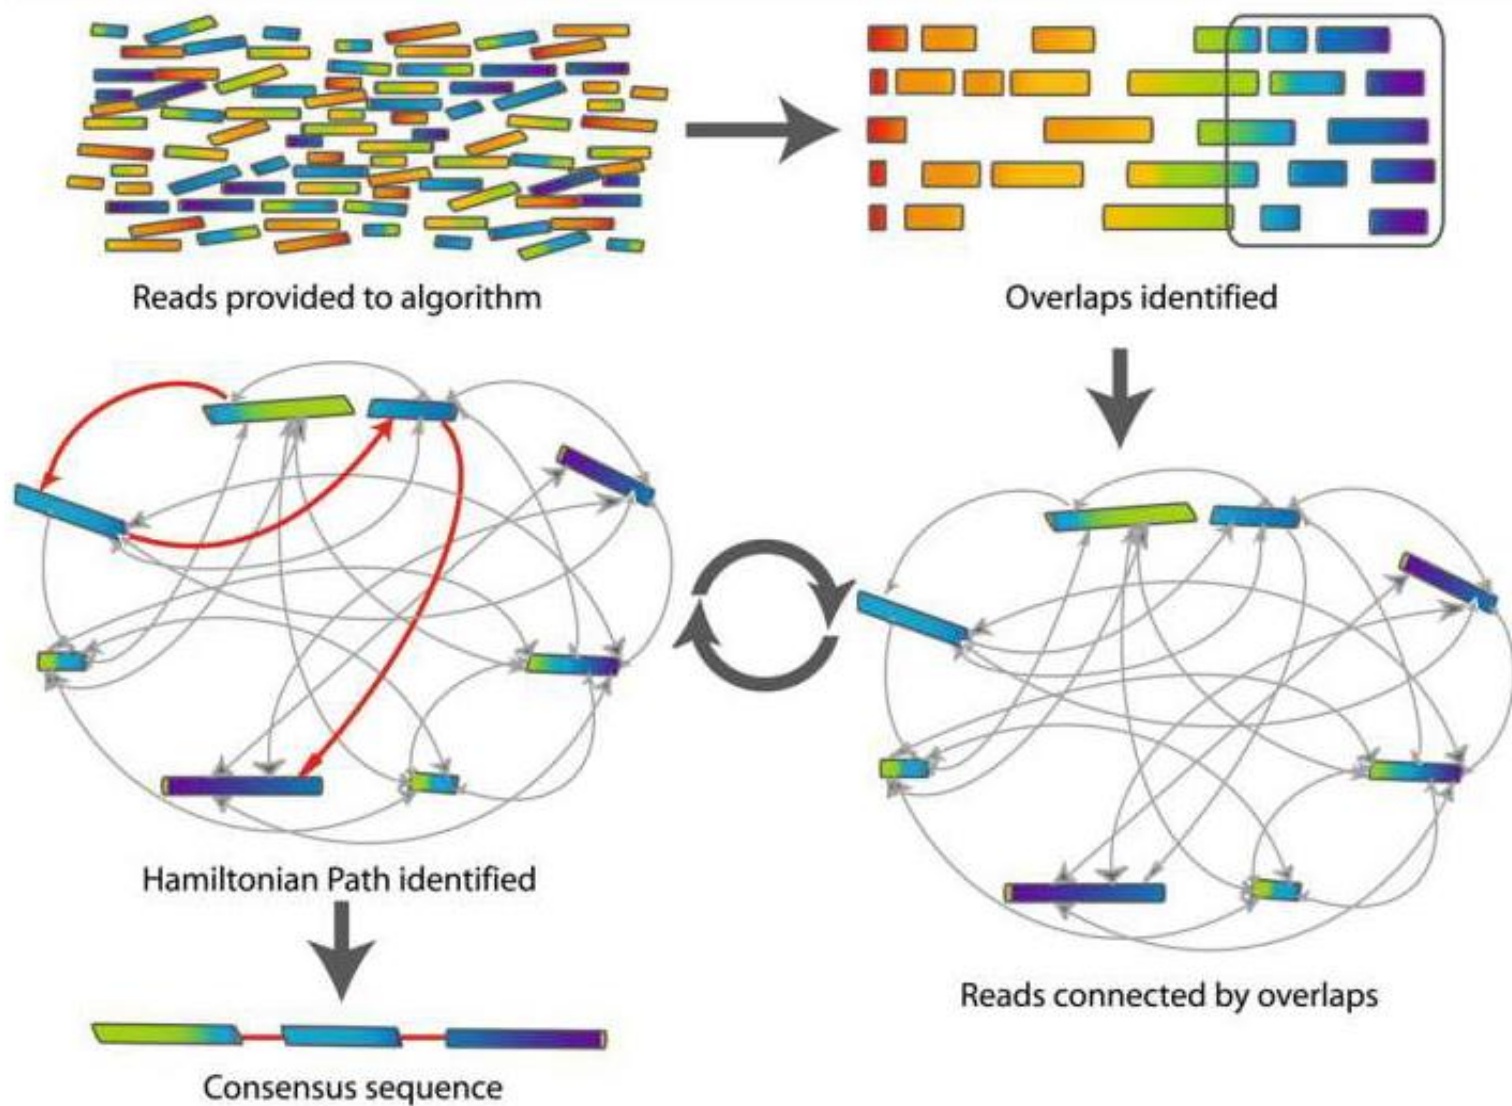 Reads provided to algorithm
Overlaps identified
Hamiltonian Path identified
Reads connected by overlaps
Consensus sequence